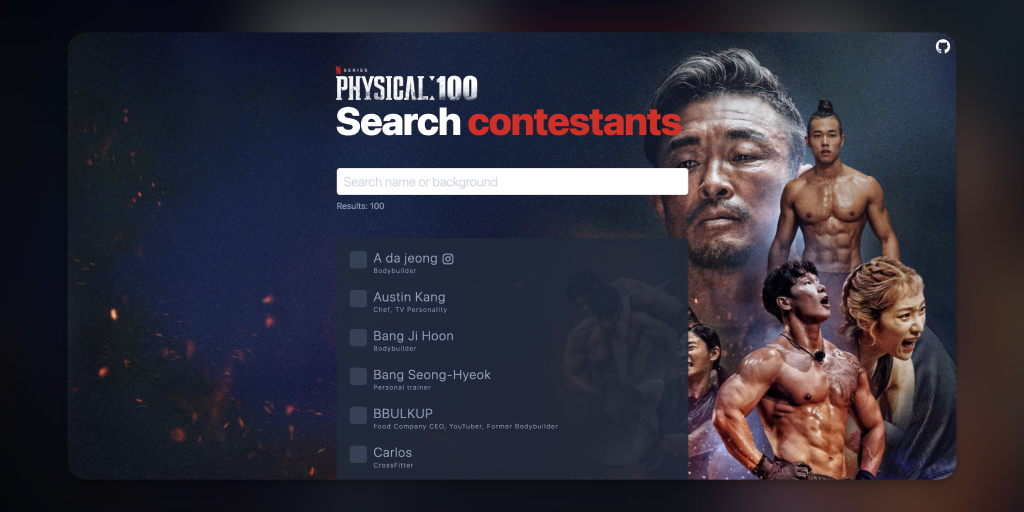 N SERIES
PHYSICAL:100
Search contestants
Search name or background
Results: 100
A da jeong
Bodybuilder
Austin Kang
Chef, TV Personality
Bang Ji Hoon
Bodybuilder
Bang Seong-Hyeok
Personal trainer
BBULKUP
Food Company CEO, YouTuber, Former Bodybuilder
Carlos
CrossFitter